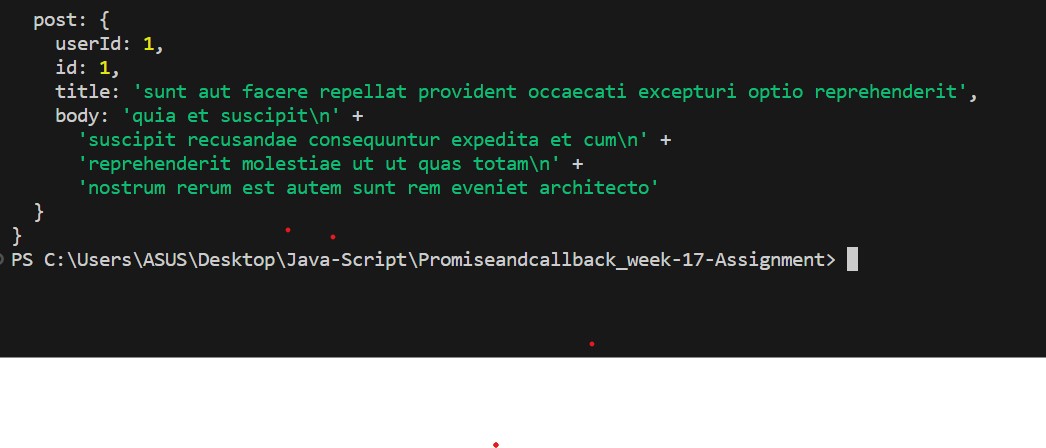 post: {
userId: 1,
id: 1,
title: 'sunt aut facere repellat provident occaecati excepturi optio reprehenderit',
body: 'quia et suscipit\n' +
'suscipit recusandae consequuntur expedita et cum\n' +
'reprehenderit molestiae ut ut quas totam\n' +
'nostrum rerum est autem sunt rem eveniet architecto'
}
}
PS C:\Users\ASUS\Desktop\Java-Script\Promiseandcallback_week-17-Assignment>